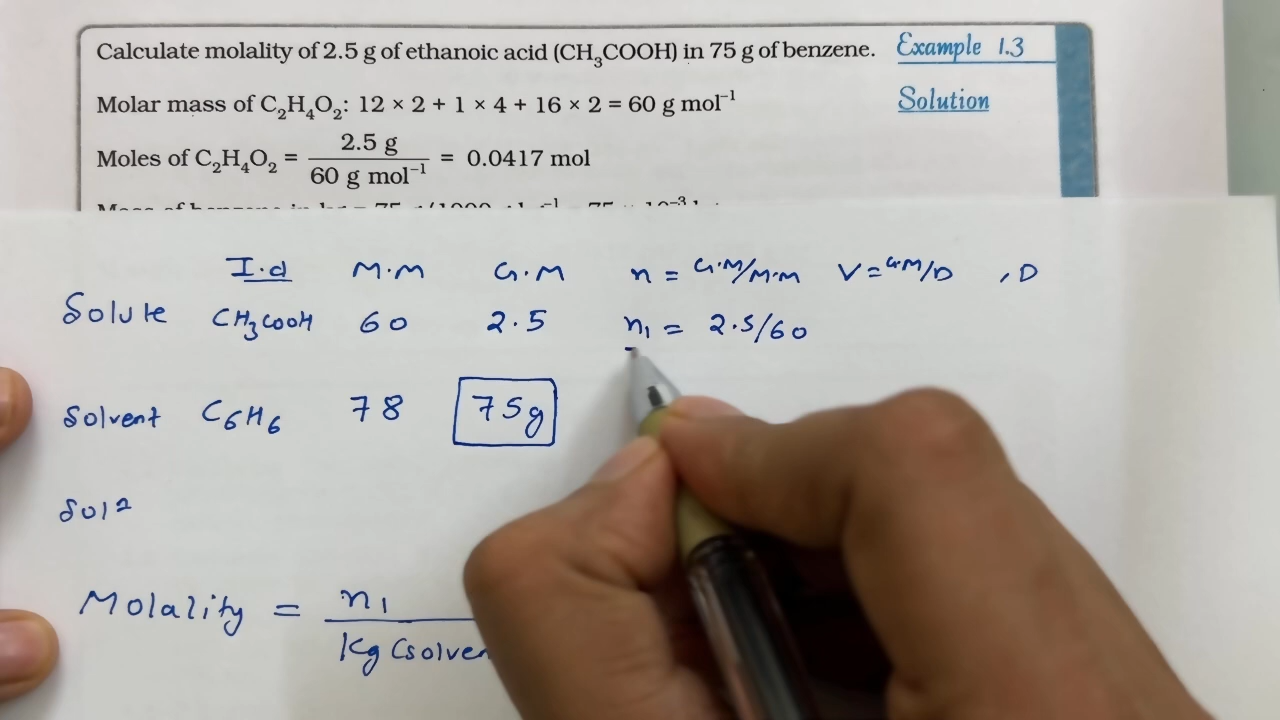 Calculate molality of 2.5 g of ethanoic acid (CH₃COOH) in 75 g of benzene. Example 1.3
Molar mass of C₂H₄O₂: 12 × 2 + 1 × 4 + 16 × 2 = 60 g mol⁻¹ Solution
Moles of C₂H₄O₂ = 2.5 g / 60 g mol⁻¹ = 0.0417 mol
I.d M.M G.M n = G.M/M.M V = G.M/D , D
Solute CH₃COOH 60 2.5 n₁ = 2.5/60
Solvent C₆H₆ 78 75g
Molality = n₁
Kg